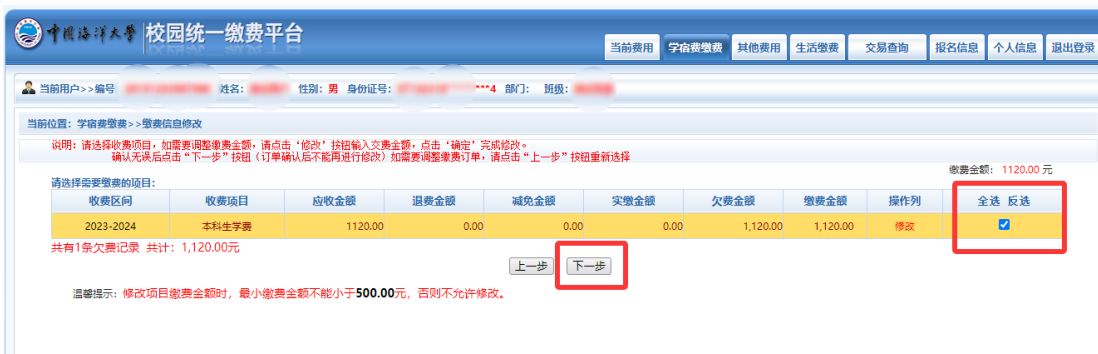 中国海洋大学 校园统一缴费平台
当前费用 学宿费缴费 其他费用 生活缴费 交易查询 报名信息 个人信息 退出登录
当前用户>>编号 姓名: 性别: 男 身份证号: ***4 部门: 班级:
当前位置: 学宿费缴费>>缴费信息修改
说明: 请选择收费项目, 如需要调整缴费金额, 请点击 ‘修改’ 按钮输入交费金额, 点击 ‘确定’ 完成修改。
确认无误后点击 “下一步” 按钮 (订单确认后不能再进行修改) 如需要调整缴费订单, 请点击 “上一步” 按钮重新选择
缴费金额: 1120.00 元
请选择需要缴费的项目:
收费区间 收费项目 应收金额 退费金额 减免金额 实缴金额 欠费金额 缴费金额 操作列 全选 反选
2023-2024 本科生学费 1120.00 0.00 0.00 0.00 1,120.00 1,120.00 修改
共有1条欠费记录 共计: 1,120.00元
上一步 下一步
温馨提示: 修改项目缴费金额时, 最小缴费金额不能小于500.00元, 否则不允许修改。